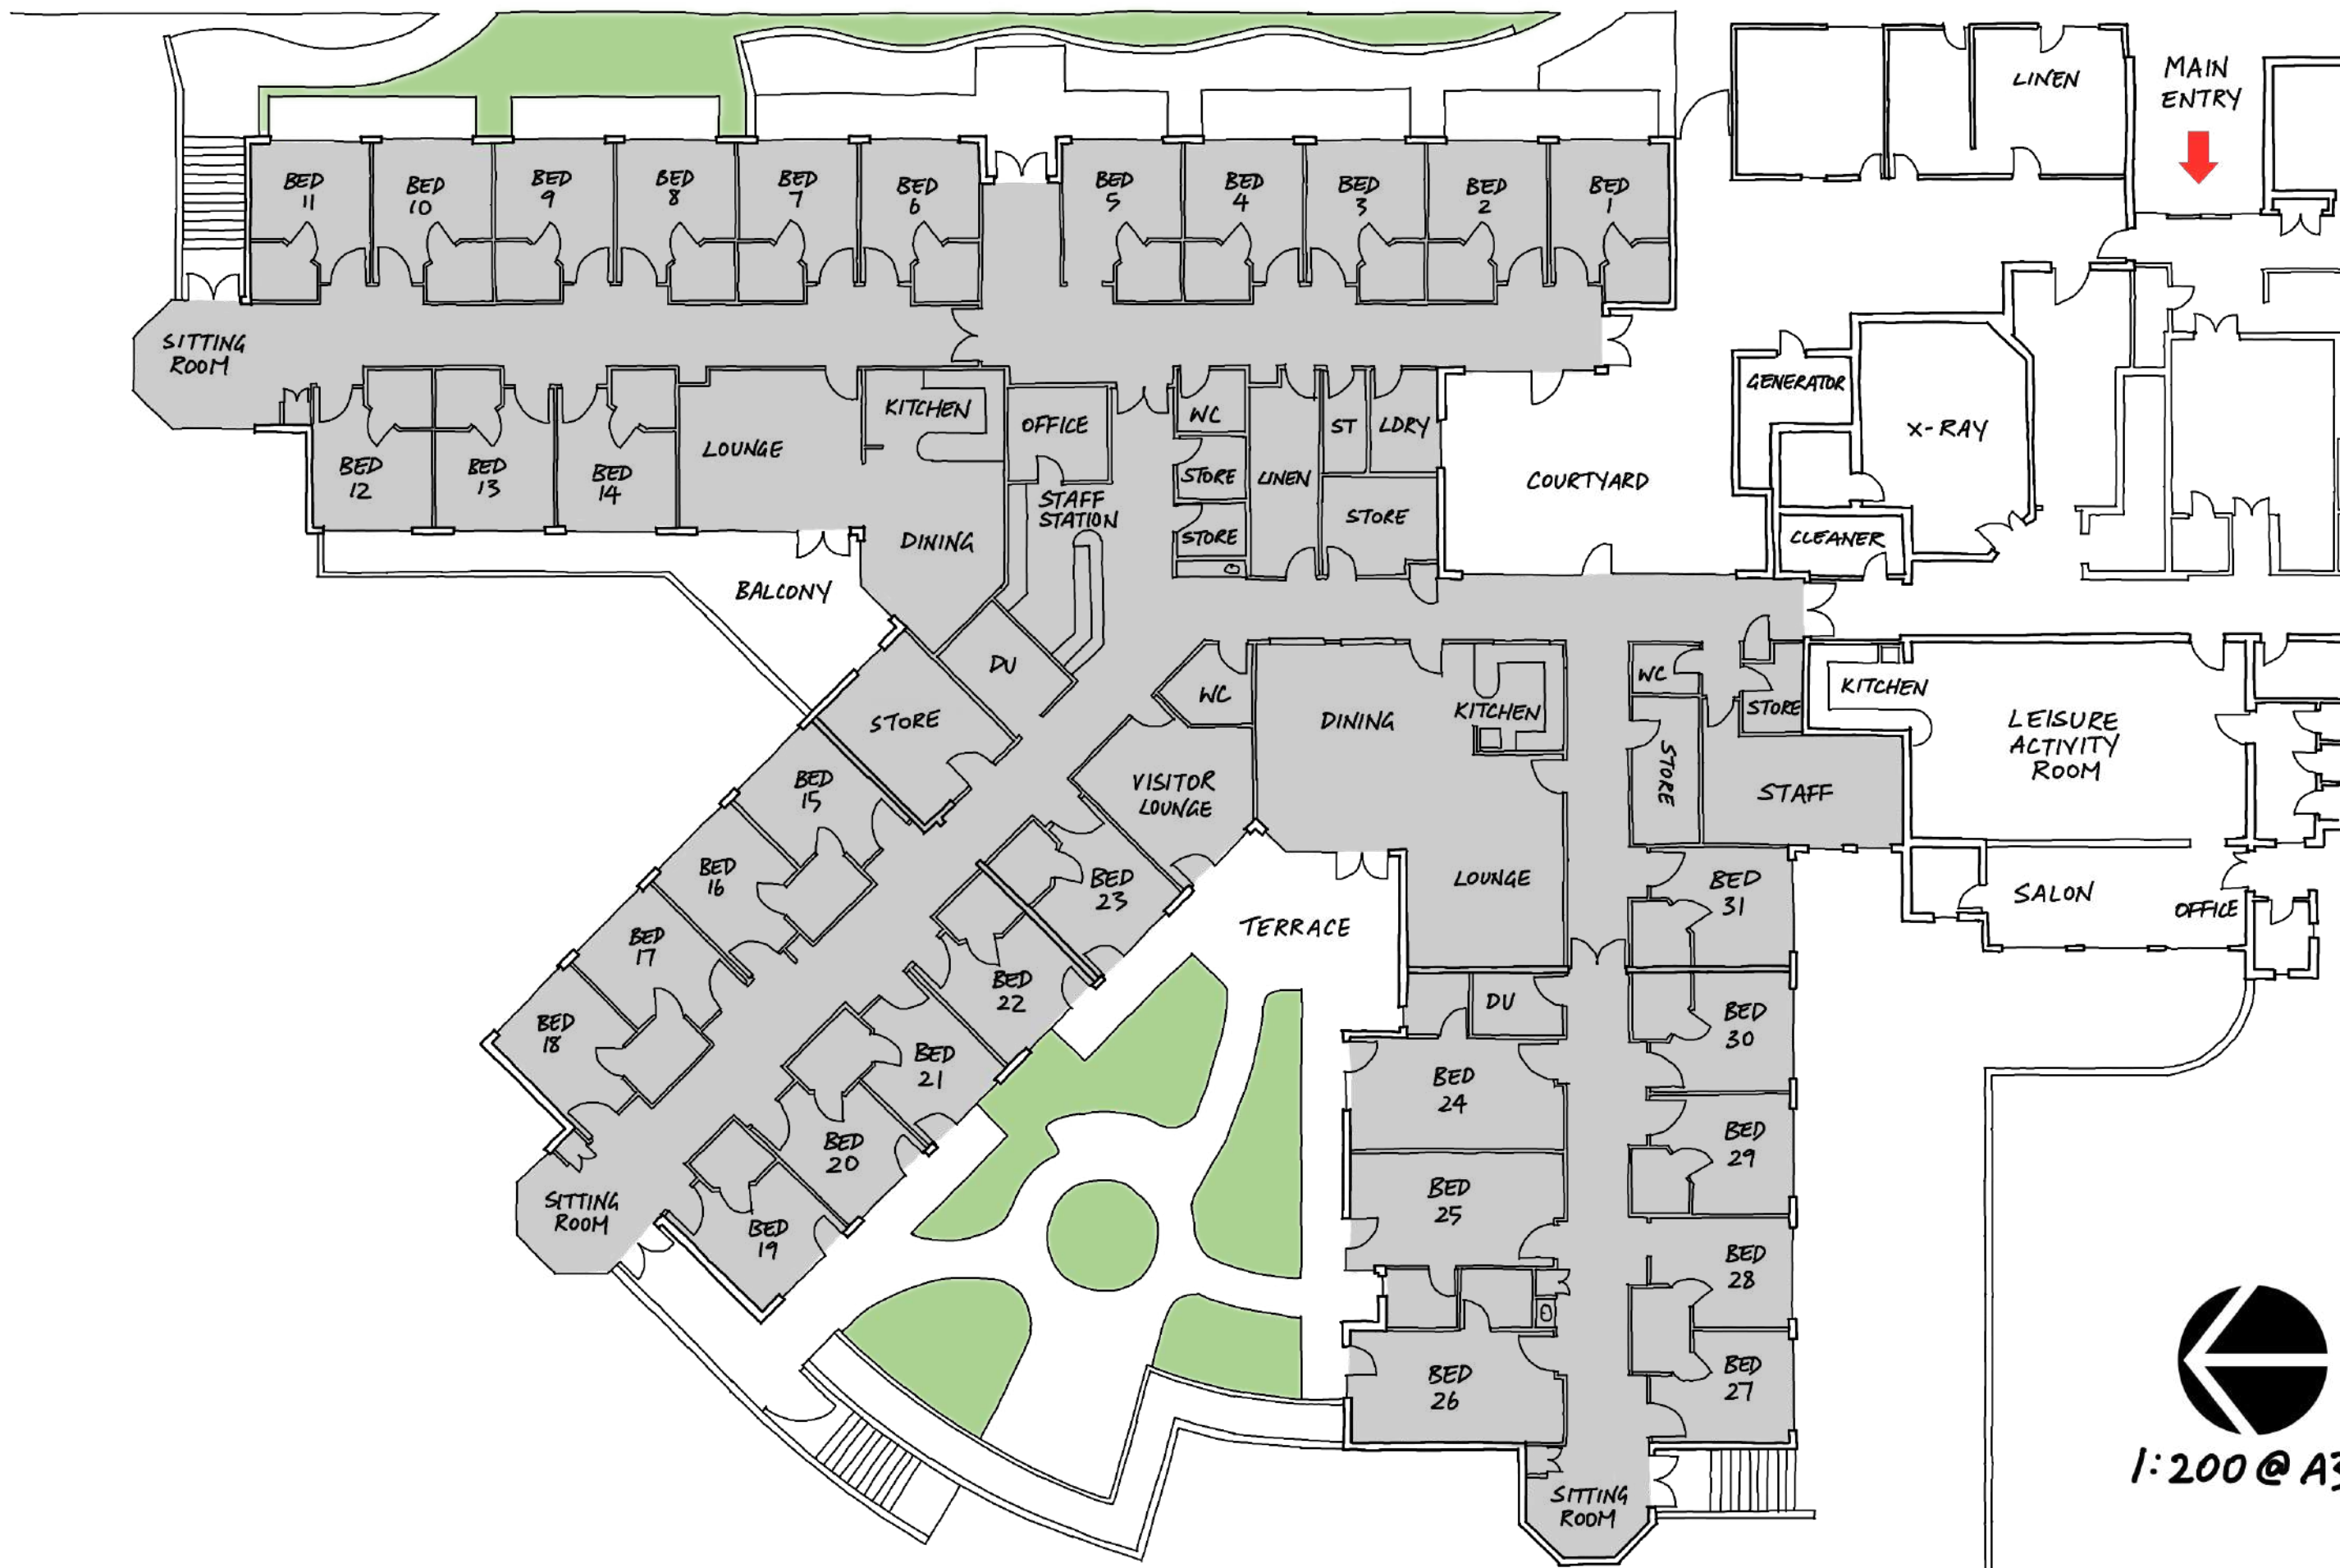 LINEN
MAIN
ENTRY
BED
11
BED
10
BED
9
BED
8
BED
7
BED
6
BED
5
BED
4
BED
3
BED
2
BED
1
SITTING
ROOM
GENERATOR
X-RAY
KITCHEN
OFFICE
WC
ST
LDRY
LOUNGE
BED
12
BED
13
BED
14
STORE
LINEN
COURTYARD
STAFF
STATION
STORE
STORE
DINING
CLEANER
BALCONY
DU
WC
WC
KITCHEN
STORE
DINING
KITCHEN
STORE
LEISURE
ACTIVITY
ROOM
STORE
VISITOR
LOUNGE
STAFF
BED
15
BED
16
BED
23
LOUNGE
BED
31
SALON
OFFICE
TERRACE
BED
17
BED
22
DU
BED
30
BED
18
BED
21
BED
24
BED
29
BED
20
BED
25
SITTING
ROOM
BED
19
BED
28
BED
26
BED
27
SITTING
ROOM
1:200 @ A3